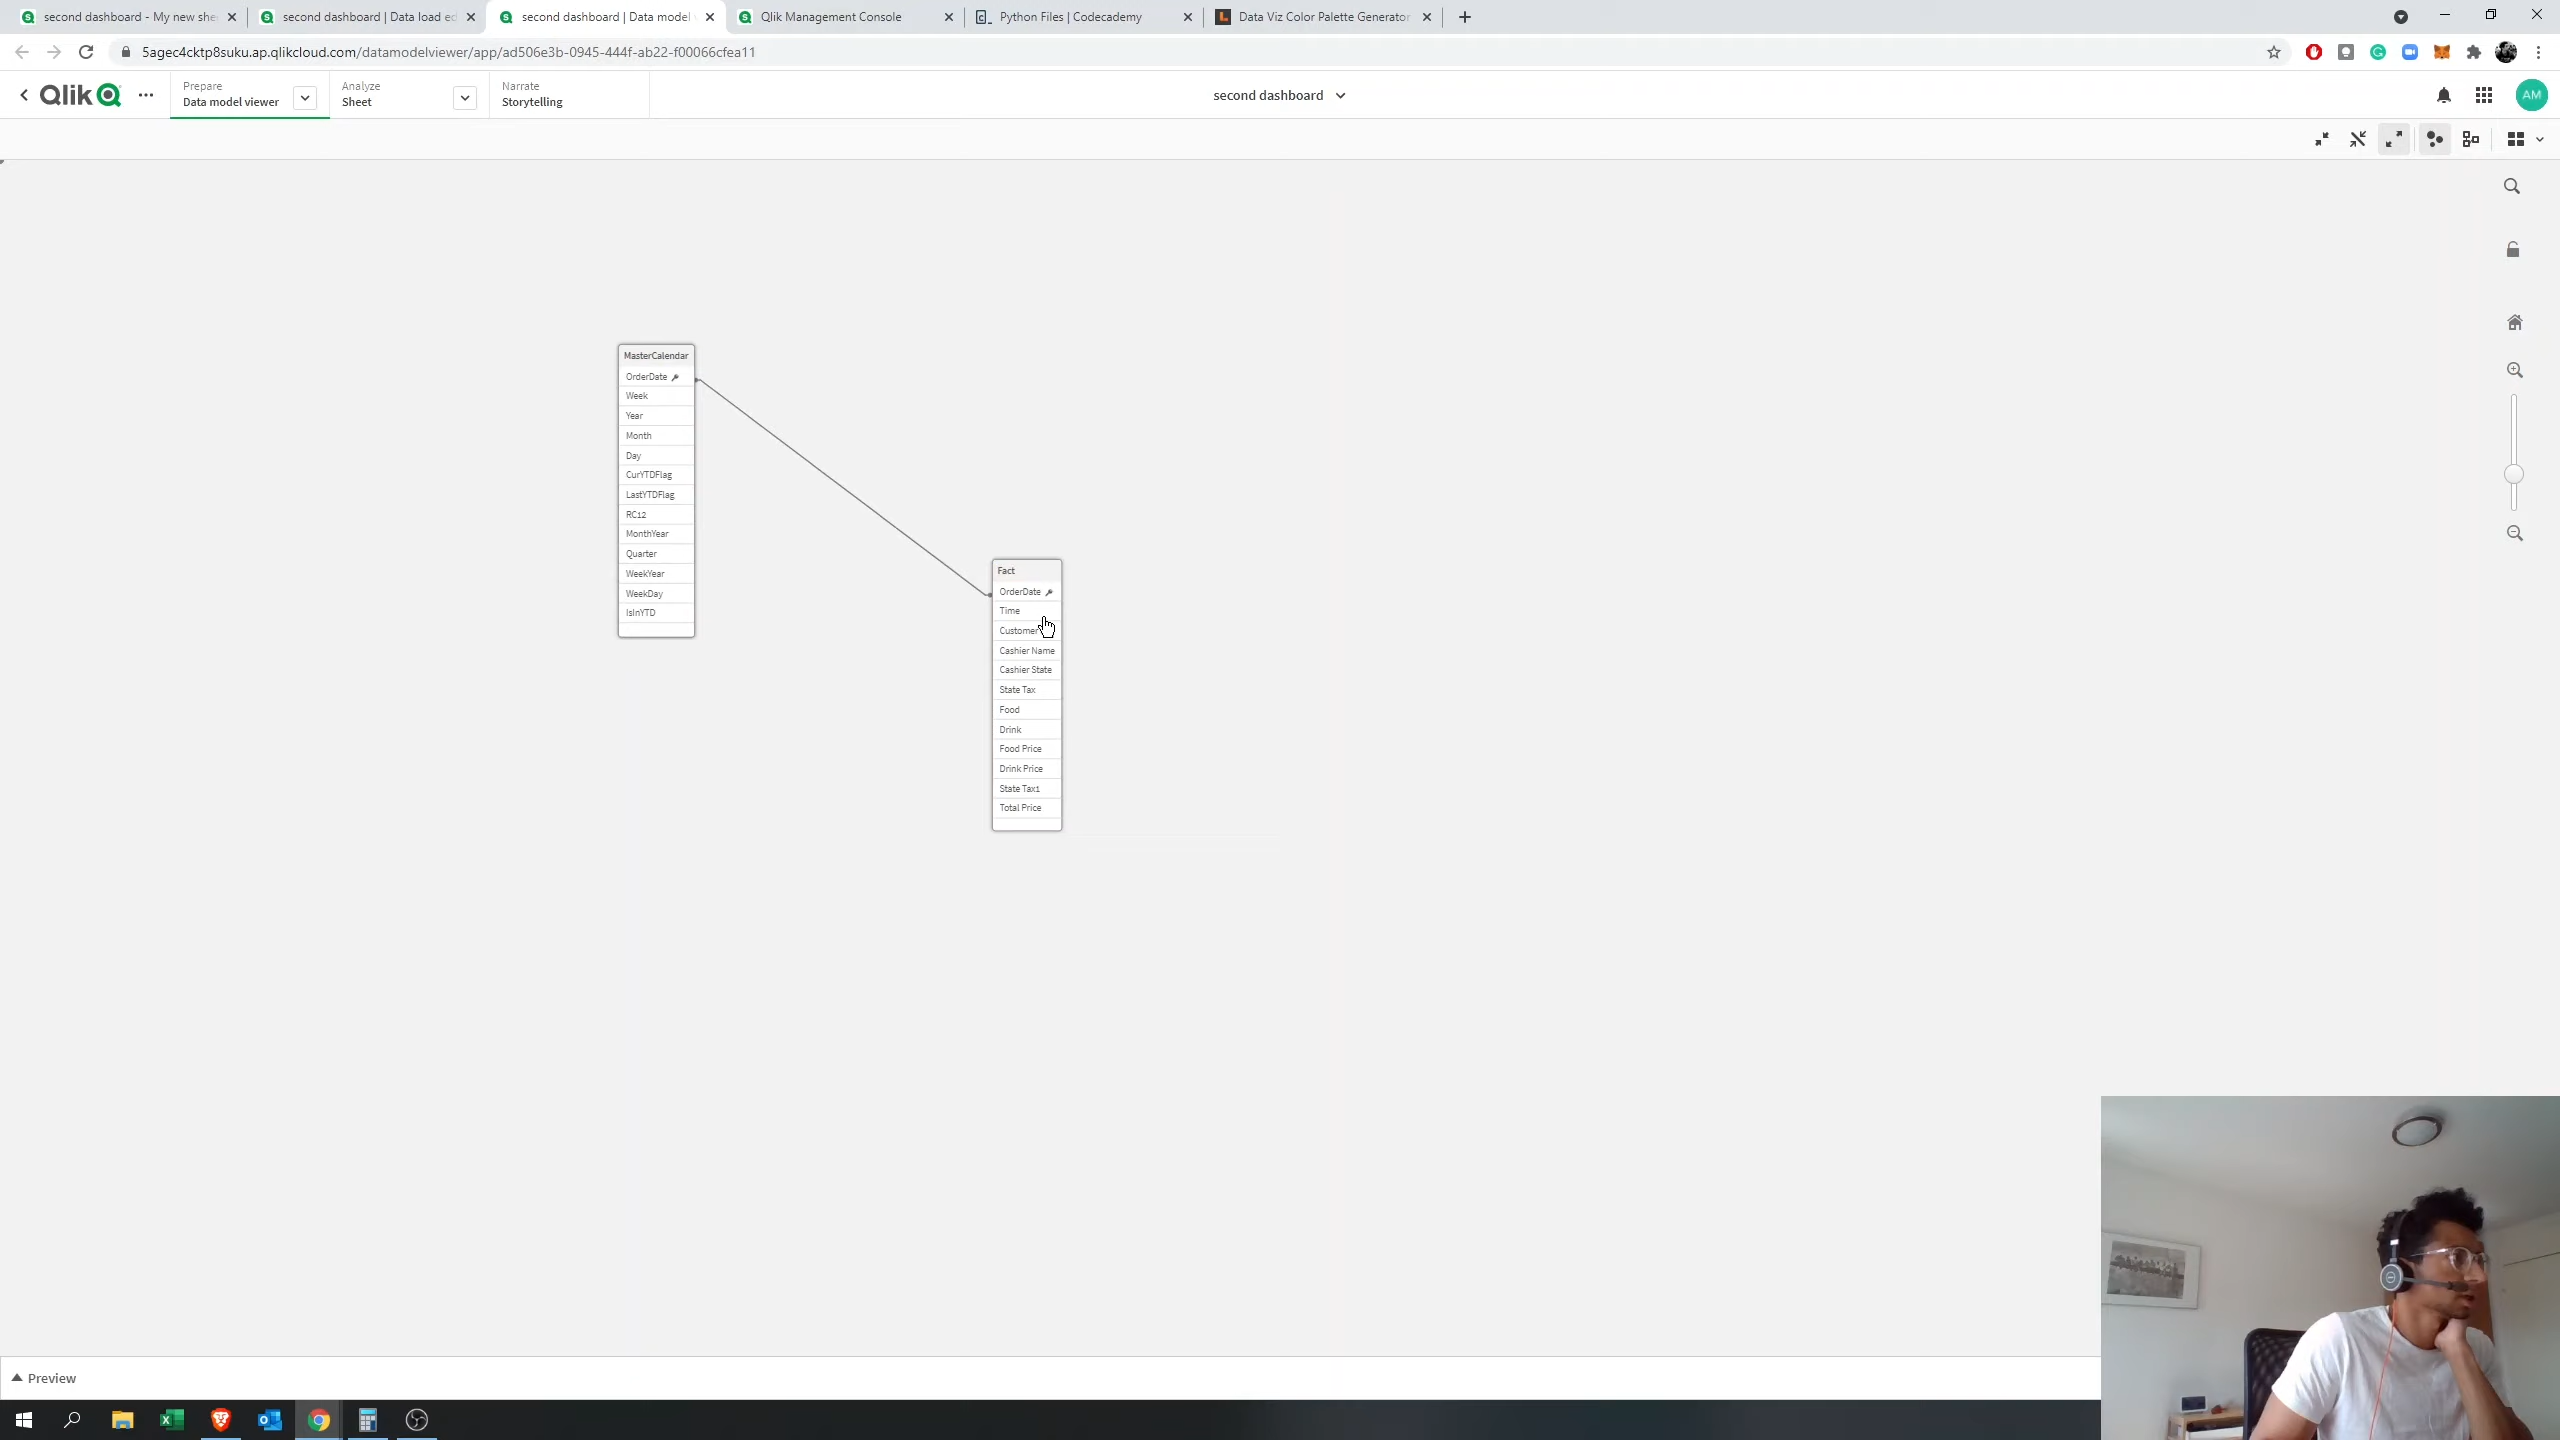 second dashboard - My new she
second dashboard | Data load ed
second dashboard | Data model v
Qlik Management Console
Python Files | Codecademy
Data Viz Color Palette Generator
5agec4cktp8suku.ap.qlikcloud.com/datamodelviewer/app/ad506e3b-0945-444f-ab22-f00066cfea11
Qlik
Prepare
Data model viewer
Analyze
Sheet
Narrate
Storytelling
second dashboard
AM
MasterCalendar
OrderDate
Week
Year
Month
Day
CurYTDFlag
LastYTDFlag
RC12
MonthYear
Quarter
WeekYear
WeekDay
IsInYTD
Fact
OrderDate
Time
Customer
Cashier Name
Cashier State
State Tax
Food
Drink
Food Price
Drink Price
State Tax1
Total Price
Preview